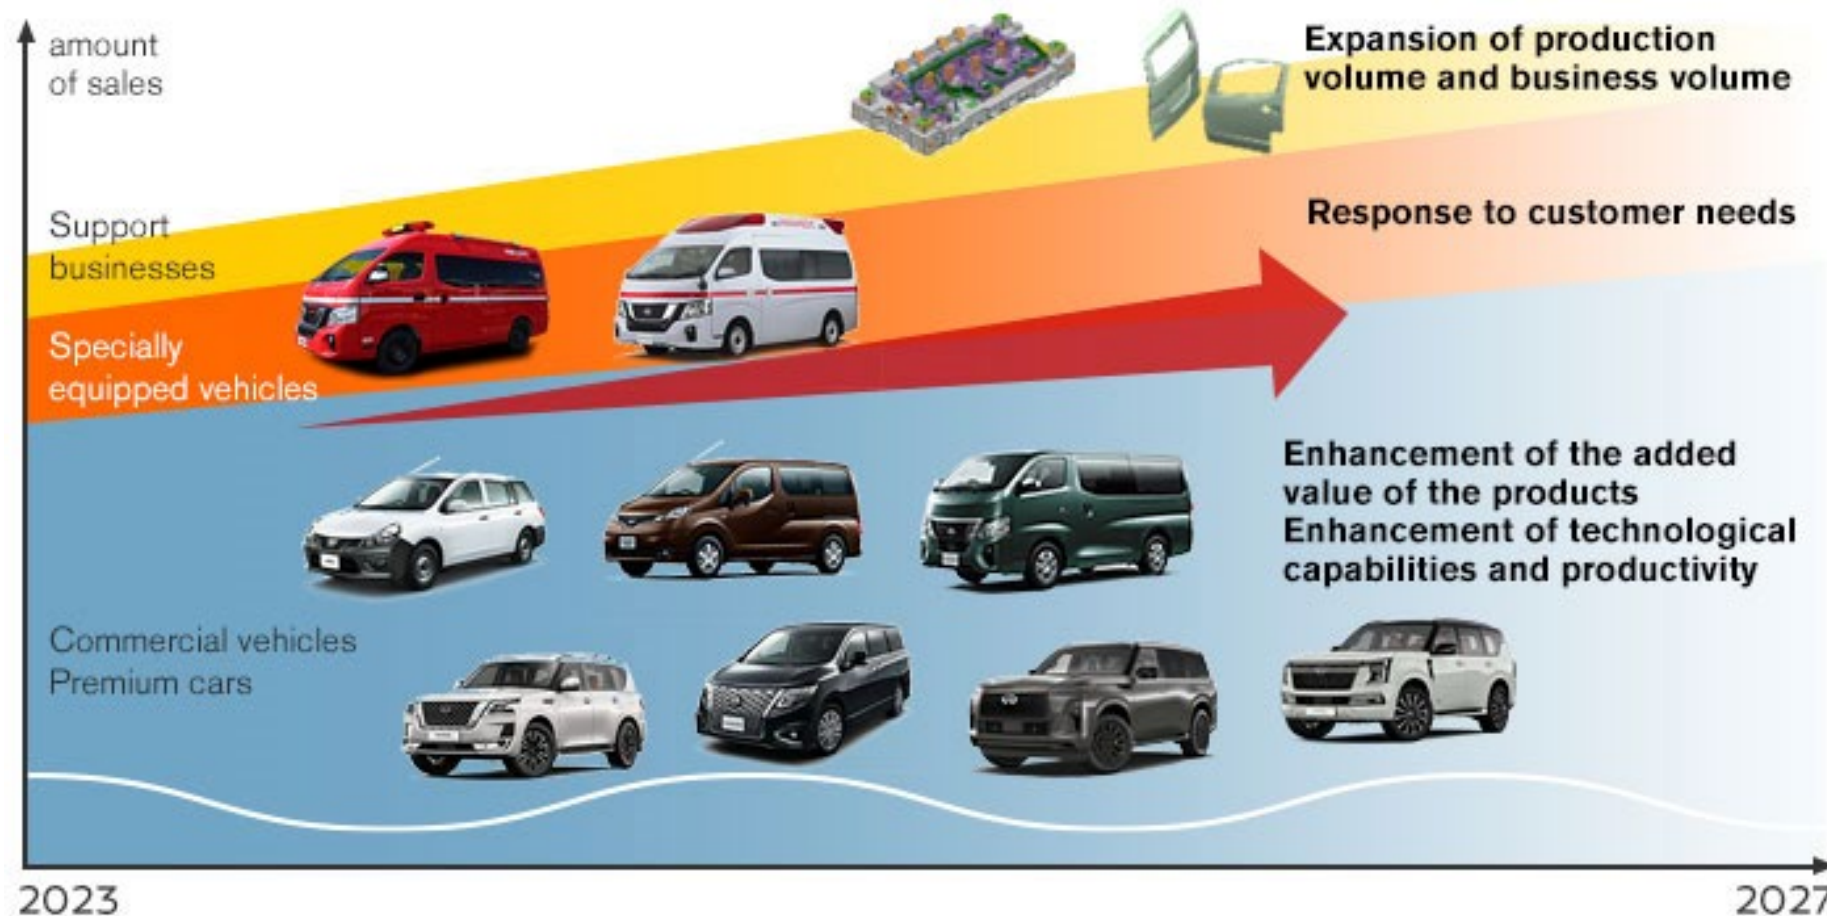 amount
of sales
Expansion of production
volume and business volume
Support
businesses
Response to customer needs
Specially
equipped vehicles
Enhancement of the added
value of the products
Enhancement of technological
capabilities and productivity
Commercial vehicles
Premium cars
2023
2027